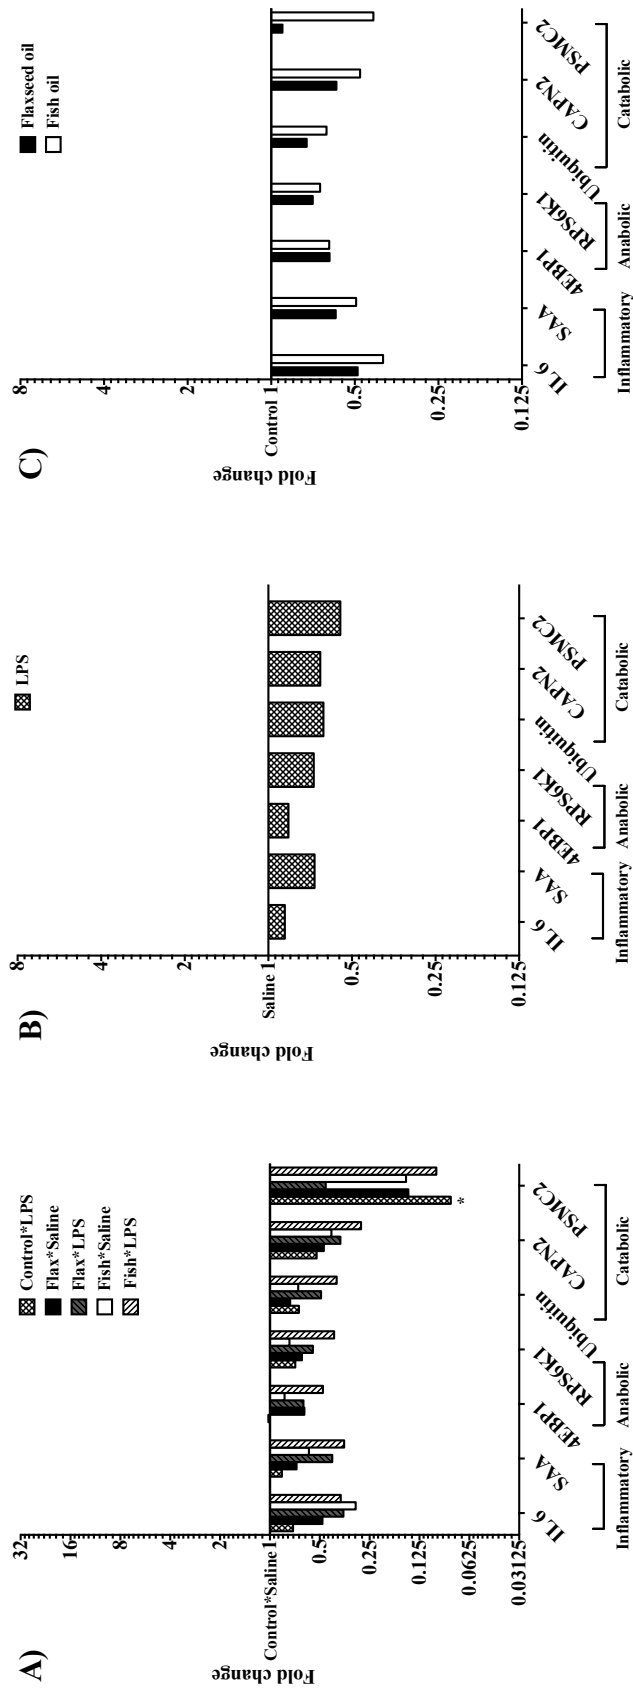 A)
Control*LPS
Flax*Saline
Flax*LPS
Fish*Saline
Fish*LPS
Fold change
32
16
8
4
2
Control*Saline 1
0.5
0.25
0.125
0.0625
0.03125
*
IL 6
SAA
4EBP1
RPS6K1
Ubiquitin
CAPN2
PSMC2
Inflammatory Anabolic Catabolic
B)
LPS
Fold change
8
4
2
Saline 1
0.5
0.25
0.125
IL 6
SAA
4EBP1
RPS6K1
Ubiquitin
CAPN2
PSMC2
Inflammatory Anabolic Catabolic
C)
Flaxseed oil
Fish oil
Fold change
8
4
2
Control 1
0.5
0.25
0.125
IL 6
SAA
4EBP1
RPS6K1
Ubiquitin
CAPN2
PSMC2
Inflammatory Anabolic Catabolic